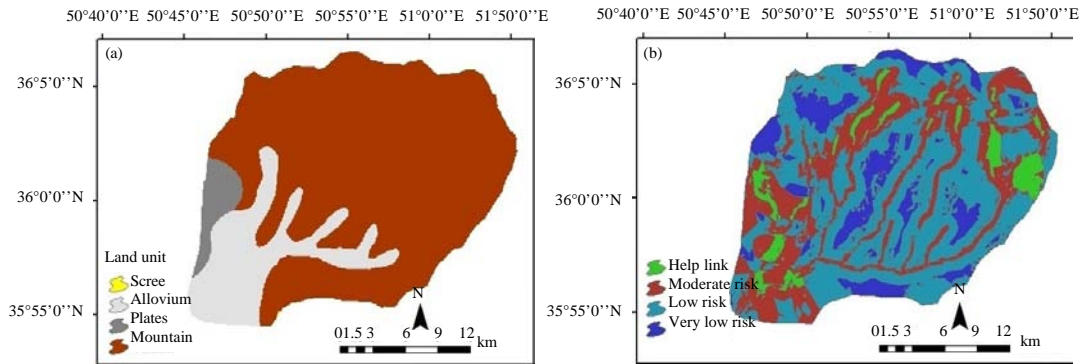 50°40'0''E 50°45'0''E 50°50'0''E 50°55'0''E 51°0'0''E 51°50'0''E
50°40'0''E 50°45'0''E 50°50'0''E 50°55'0''E 51°0'0''E 51°50'0''E
(a)
36°5'0''N
36°0'0''N
35°55'0''N
Land unit
Scree
Allovium
Plates
Mountain
N
01.5 3 6 9 12
km
(b)
36°5'0''N
36°0'0''N
35°55'0''N
Help link
Moderate risk
Low risk
Very low risk
N
01.5 3 6 9 12
km